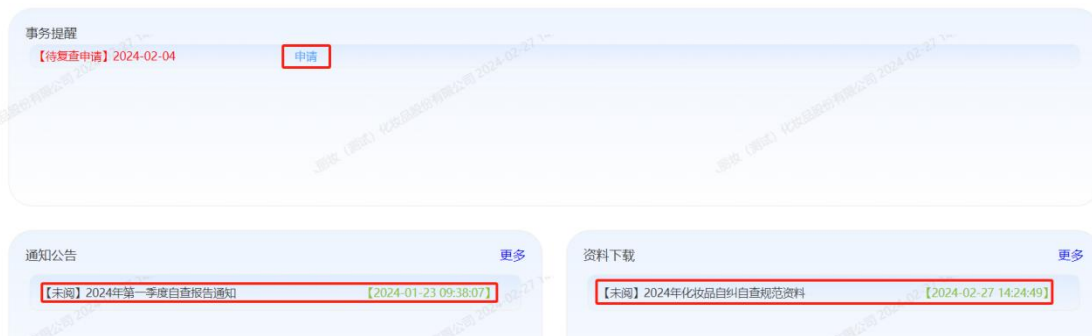 事务提醒
【待复查申请】2024-02-04 申请
通知公告 更多
【未阅】2024年第一季度自查报告通知 【2024-01-23 09:38:07】
资料下载 更多
【未阅】2024年化妆品自纠自查规范资料 【2024-02-27 14:24:49】